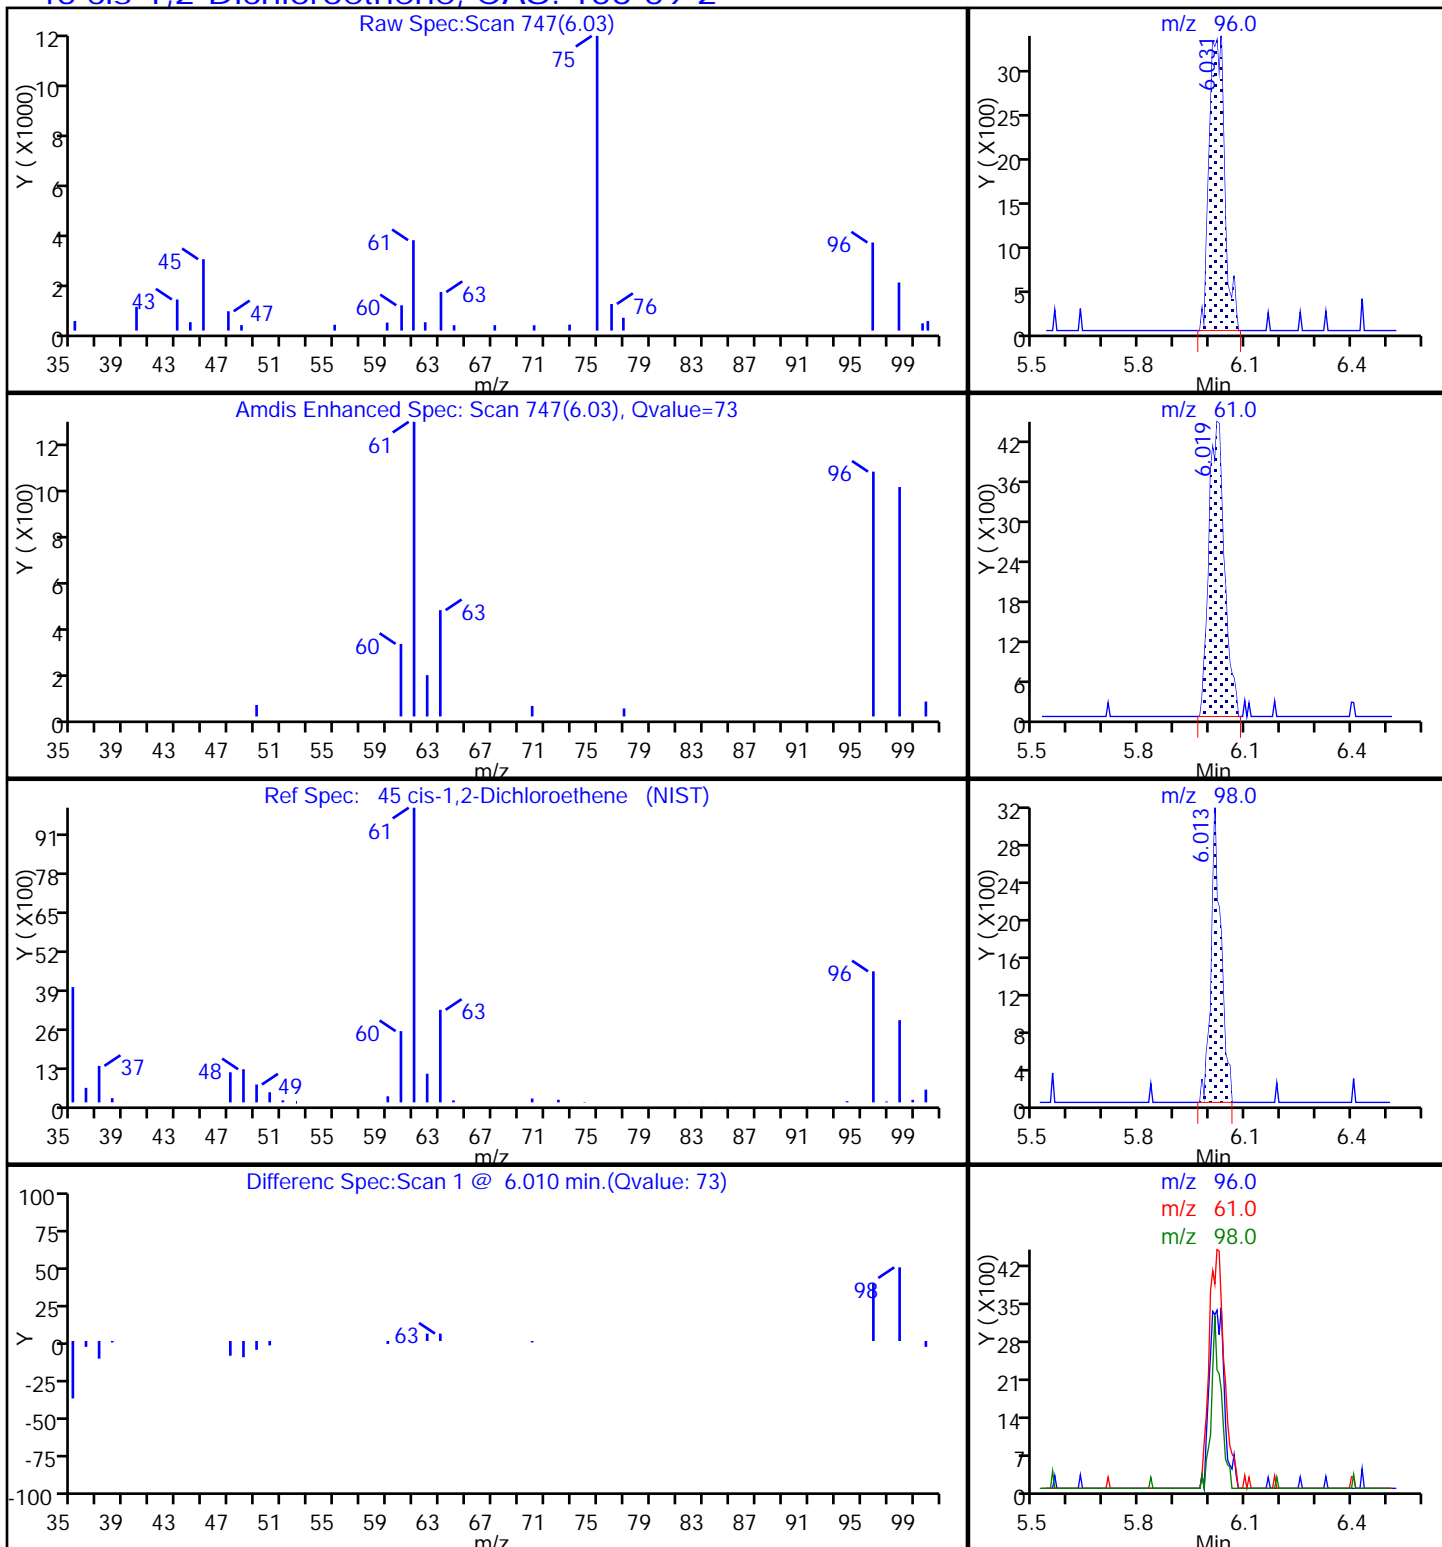 Raw Spec:Scan 747(6.03)
Y ( X1000)
12
10
8
6
4
2
0
43
45
47
60
61
63
75
76
96
35 39 43 47 51 55 59 63 67 71 75 79 83 87 91 95 99
m/z
m/z 96.0
6.031
Y ( X100)
30
25
20
15
10
5
0
5.5 5.8 6.1 6.4
Min
Amdis Enhanced Spec: Scan 747(6.03), Qvalue=73
Y ( X100)
12
10
8
6
4
2
0
60
61
63
96
35 39 43 47 51 55 59 63 67 71 75 79 83 87 91 95 99
m/z
m/z 61.0
6.019
Y ( X100)
42
36
30
24
18
12
6
0
5.5 5.8 6.1 6.4
Min
Ref Spec: 45 cis-1,2-Dichloroethene (NIST)
Y ( X100)
91
78
65
52
39
26
13
0
37
48
49
60
61
63
96
35 39 43 47 51 55 59 63 67 71 75 79 83 87 91 95 99
m/z
m/z 98.0
6.013
Y ( X100)
32
28
24
20
16
12
8
4
0
5.5 5.8 6.1 6.4
Min
Differenc Spec:Scan 1 @ 6.010 min.(Qvalue: 73)
Y
100
75
50
25
0
-25
-50
-75
-100
63
98
35 39 43 47 51 55 59 63 67 71 75 79 83 87 91 95 99
m/z
m/z 96.0
m/z 61.0
m/z 98.0
Y ( X100)
42
35
28
21
14
7
0
5.5 5.8 6.1 6.4
Min